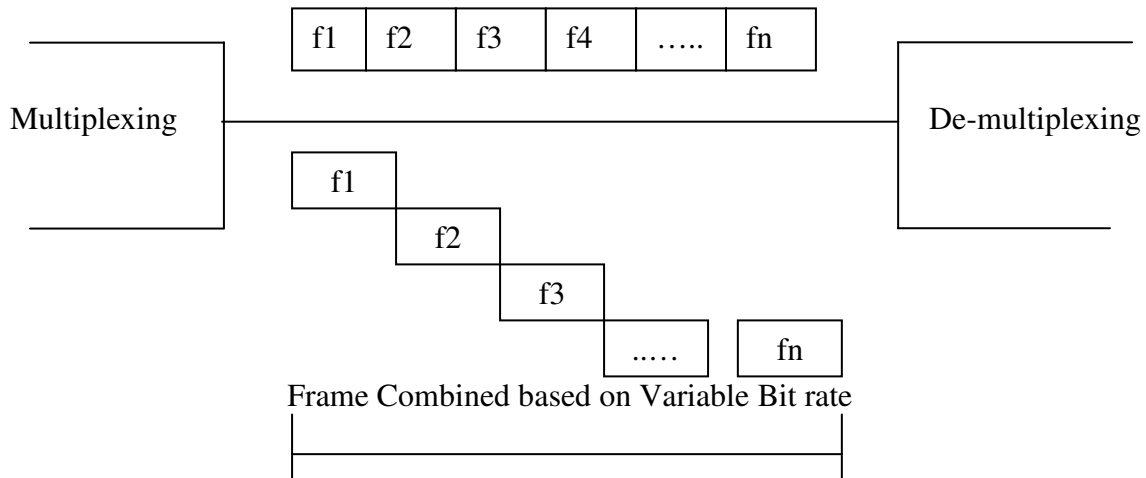 f1 f2 f3 f4 ….. fn
Multiplexing De-multiplexing
f1
f2
f3
..… fn
Frame Combined based on Variable Bit rate